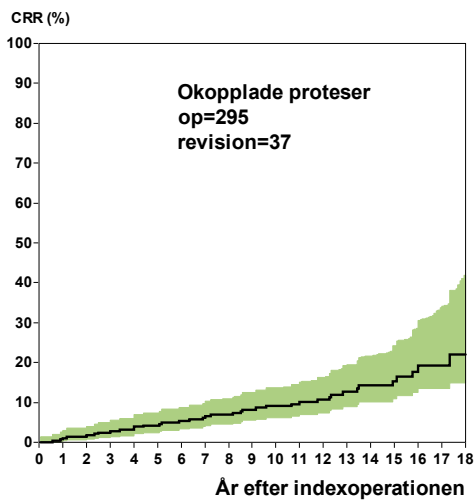 CRR (%)
100
90
80
70
60
50
40
30
20
10
0
Okopplade proteser
op=295
revision=37
0 1 2 3 4 5 6 7 8 9 10 11 12 13 14 15 16 17 18
År efter indexoperationen